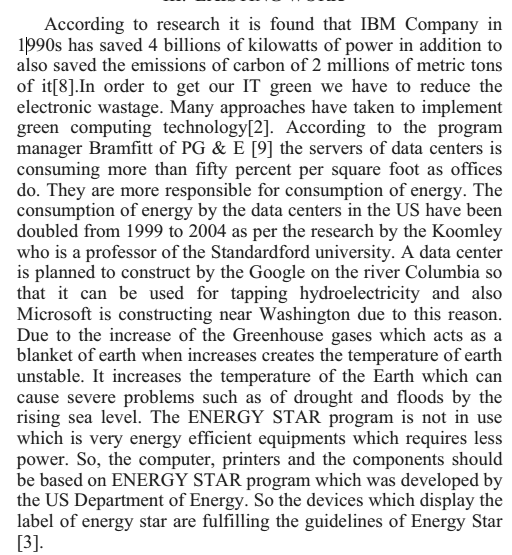 According to research it is found that IBM Company in
1990s has saved 4 billions of kilowatts of power in addition to
also saved the emissions of carbon of 2 millions of metric tons
of it[8].In order to get our IT green we have to reduce the
electronic wastage. Many approaches have taken to implement
green computing technology[2]. According to the program
manager Bramfitt of PG & E [9] the servers of data centers is
consuming more than fifty percent per square foot as offices
do. They are more responsible for consumption of energy. The
consumption of energy by the data centers in the US have been
doubled from 1999 to 2004 as per the research by the Koomley
who is a professor of the Standardford university. A data center
is planned to construct by the Google on the river Columbia so
that it can be used for tapping hydroelectricity and also
Microsoft is constructing near Washington due to this reason.
Due to the increase of the Greenhouse gases which acts as a
blanket of earth when increases creates the temperature of earth
unstable. It increases the temperature of the Earth which can
cause severe problems such as of drought and floods by the
rising sea level. The ENERGY STAR program is not in use
which is very energy efficient equipments which requires less
power. So, the computer, printers and the components should
be based on ENERGY STAR program which was developed by
the US Department of Energy. So the devices which display the
label of energy star are fulfilling the guidelines of Energy Star
[3].